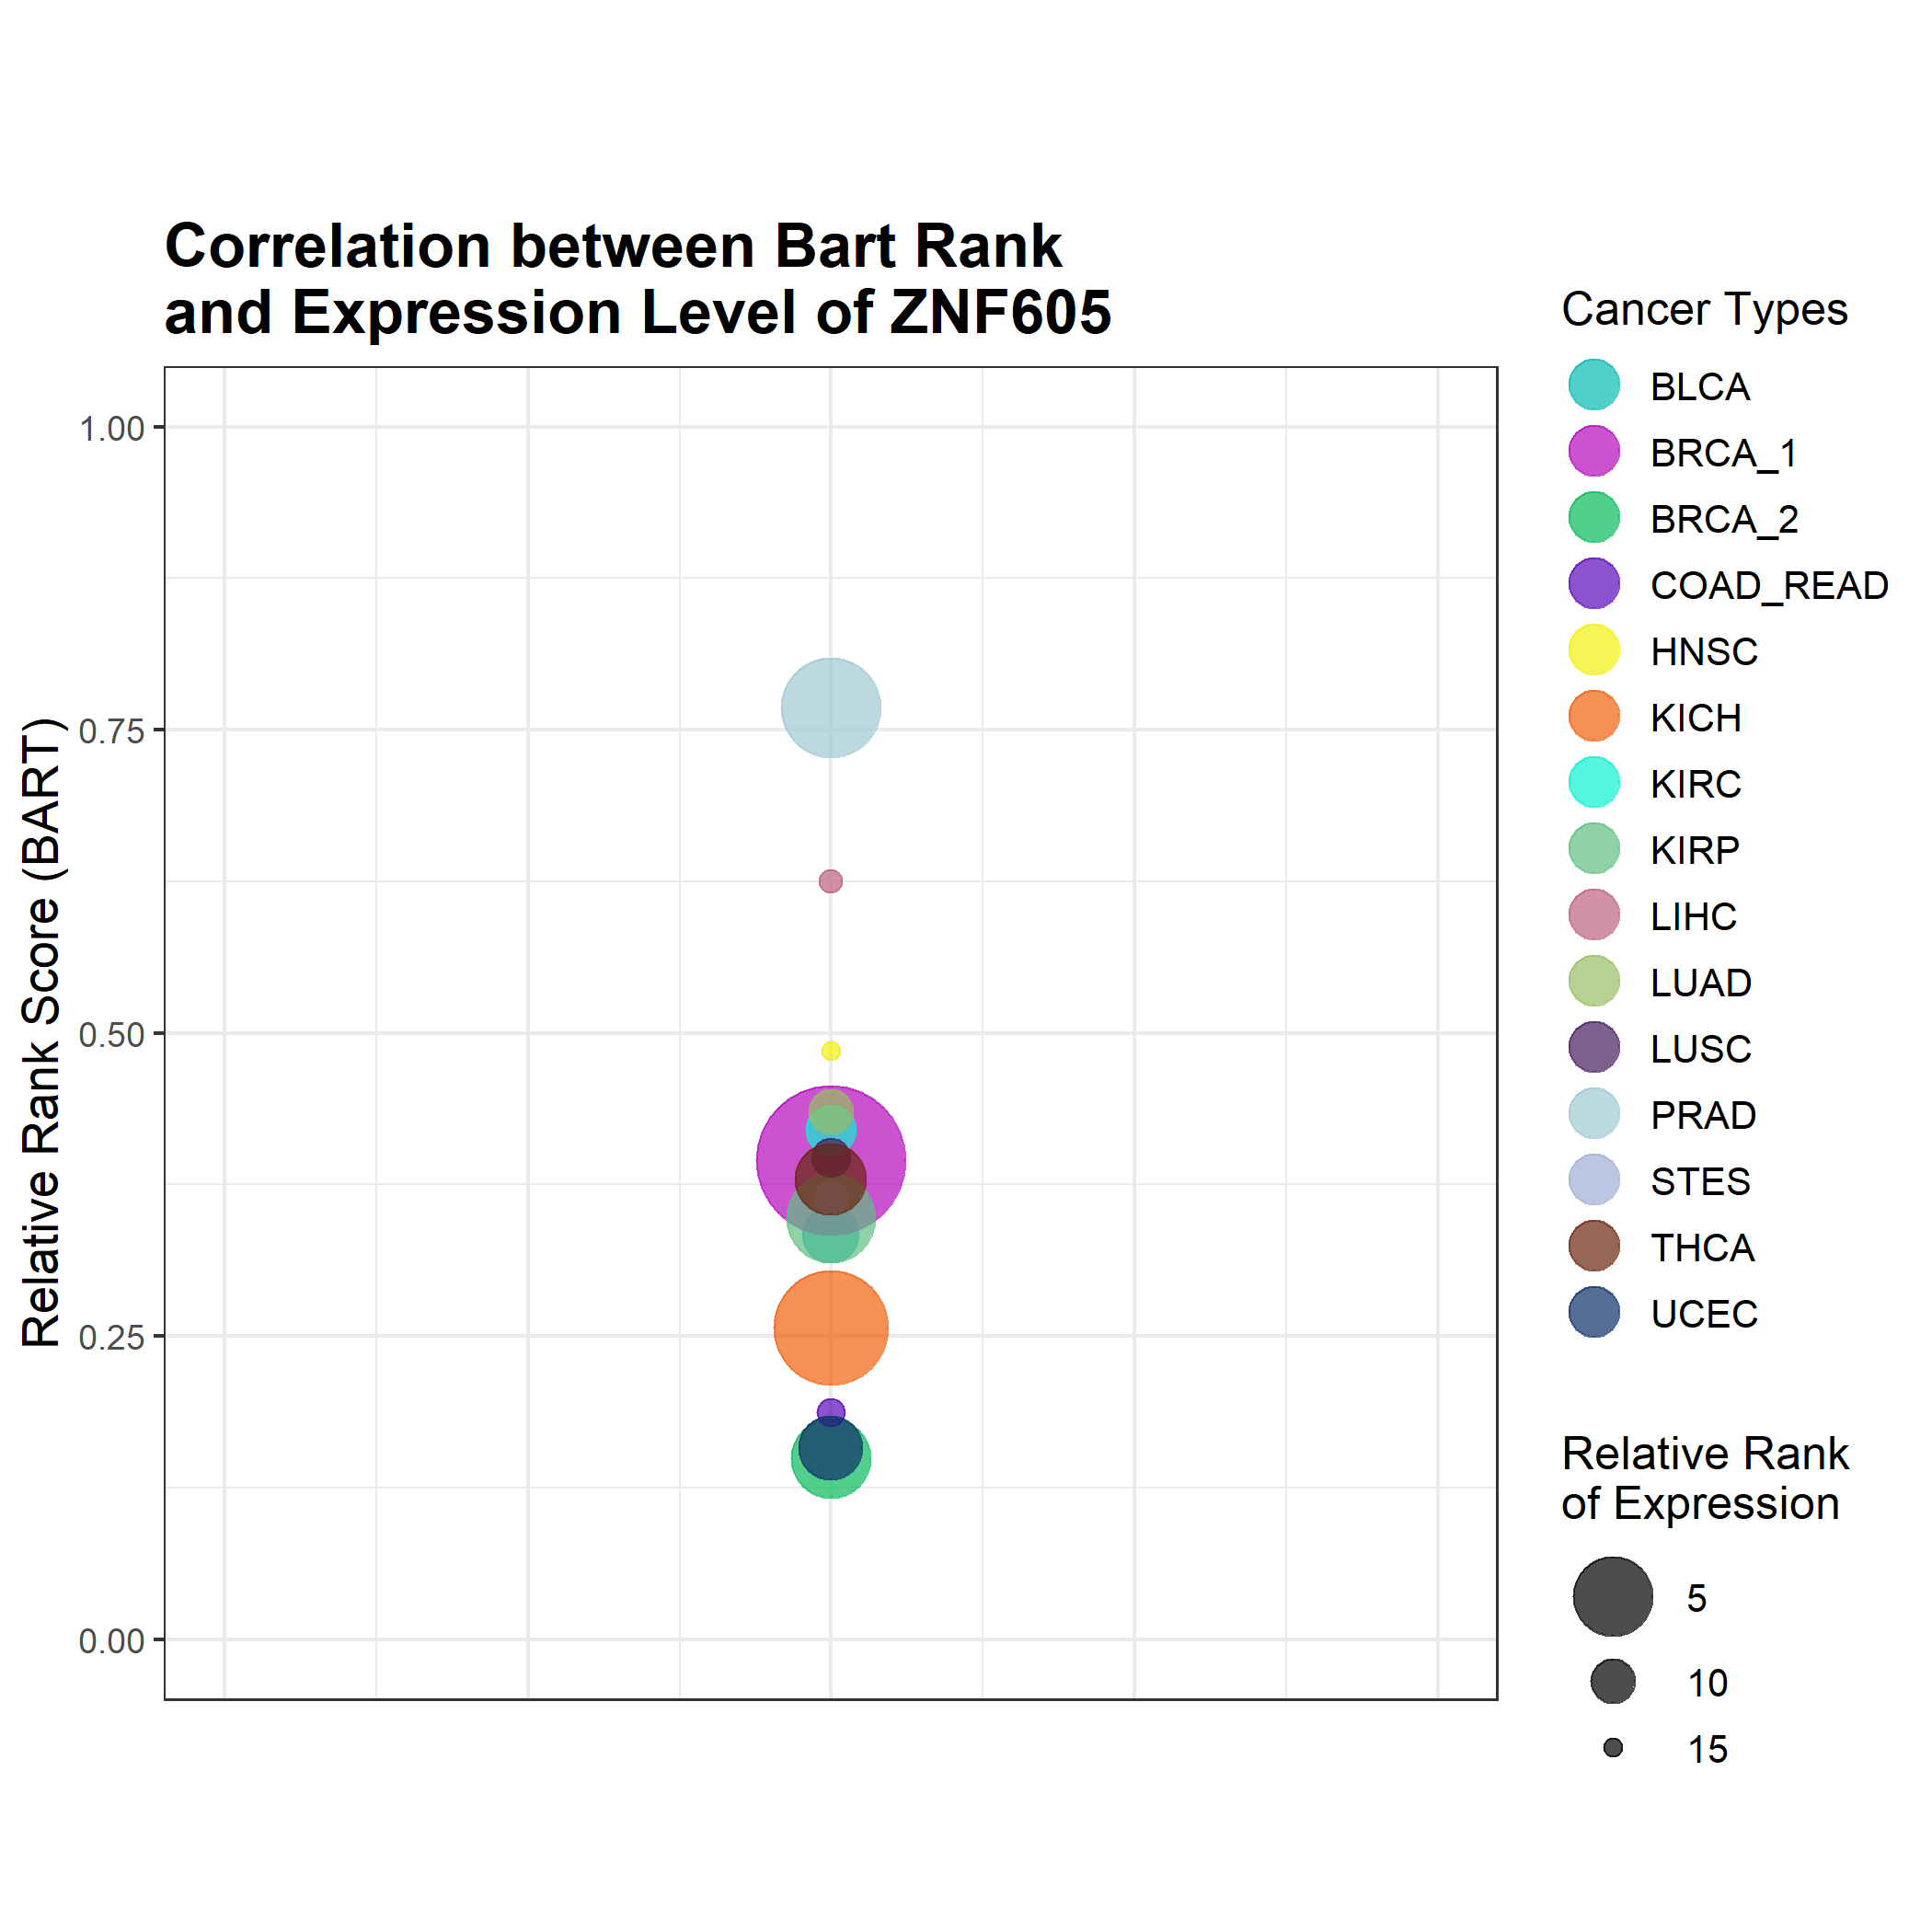 Correlation between Bart Rank
and Expression Level of ZNF605
Relative Rank Score (BART)
1.00
0.75
0.50
0.25
0.00
Cancer Types
BLCA
BRCA_1
BRCA_2
COAD_READ
HNSC
KICH
KIRC
KIRP
LIHC
LUAD
LUSC
PRAD
STES
THCA
UCEC
Relative Rank
of Expression
5
10
15